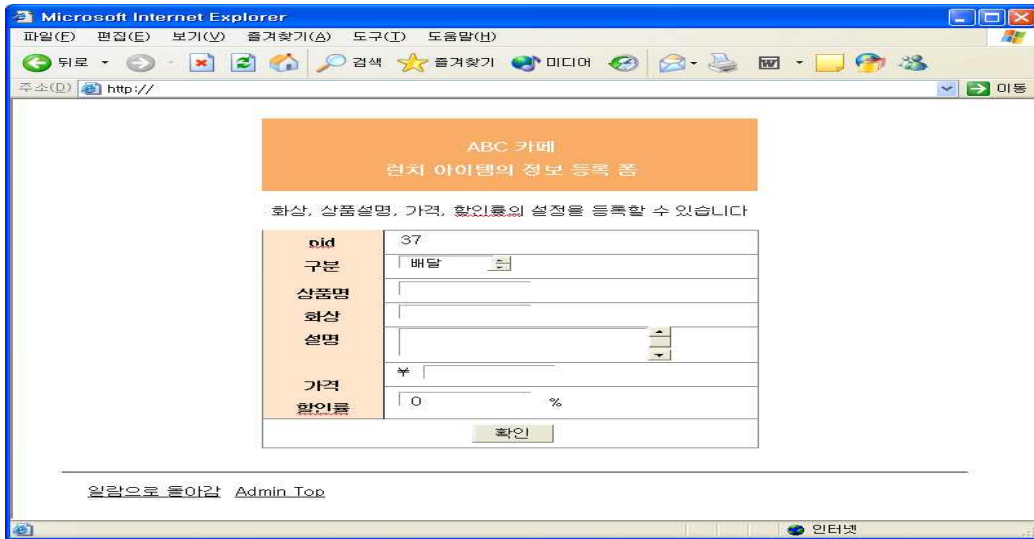 Microsoft Internet Explorer
파일(F) 편집(E) 보기(V) 즐겨찾기(A) 도구(T) 도움말(H)
뒤로 검색 즐겨찾기 미디어 W
주소(D) http:// 이동
ABC 카페
런치 아이템의 정보 등록 폼
화상, 상품설명, 가격, 할인률의 설정을 등록할 수 있습니다
pid 37
구분 배달
상품명
화상
설명
가격 ￥
할인률 0 %
확인
일람으로 돌아감 Admin Top
인터넷